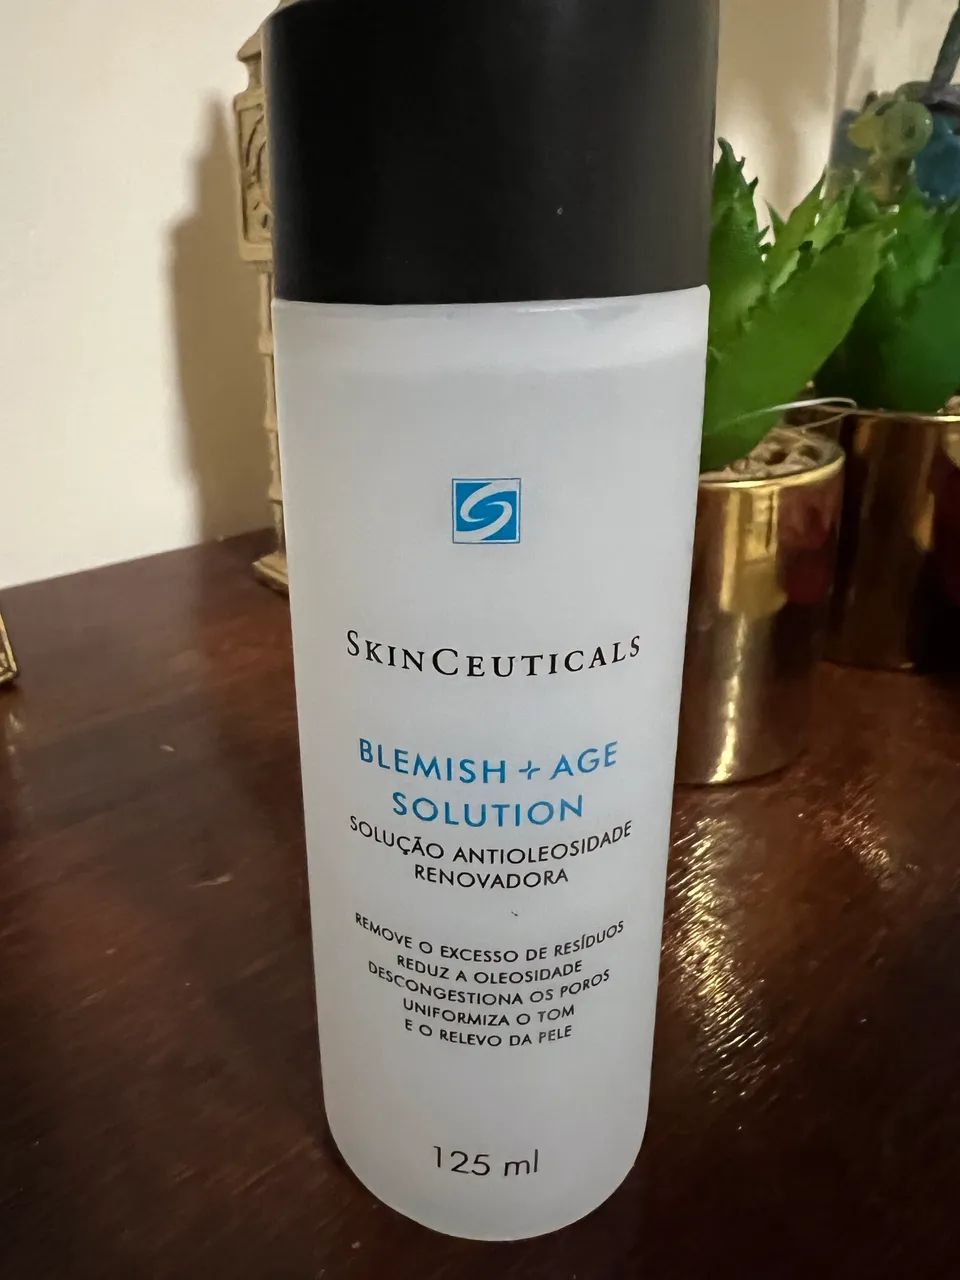 SKINCEUTICALS
BLEMISH + AGE
SOLUTION
SOLUÇÃO ANTIOLEOSIDADE
RENOVADORA
REMOVE O EXCESSO DE RESÍDUOS
REDUZ A OLEOSIDADE
DESCONGESTIONA OS POROS
UNIFORMIZA O TOM
E O RELEVO DA PELE
125 ml